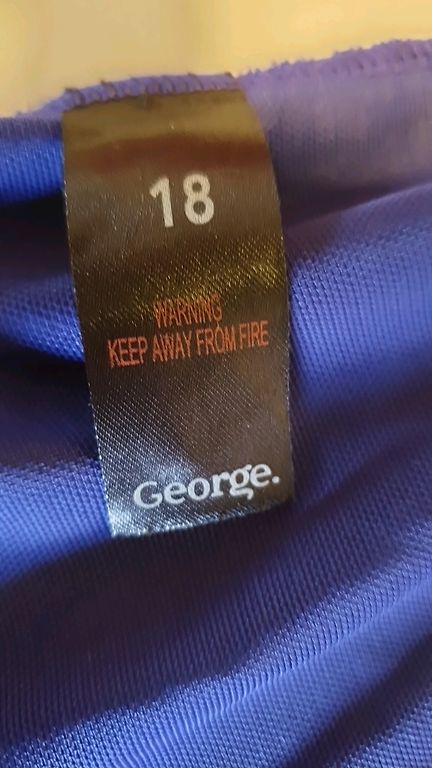 18
WARNING
KEEP AWAY FROM FIRE
George.